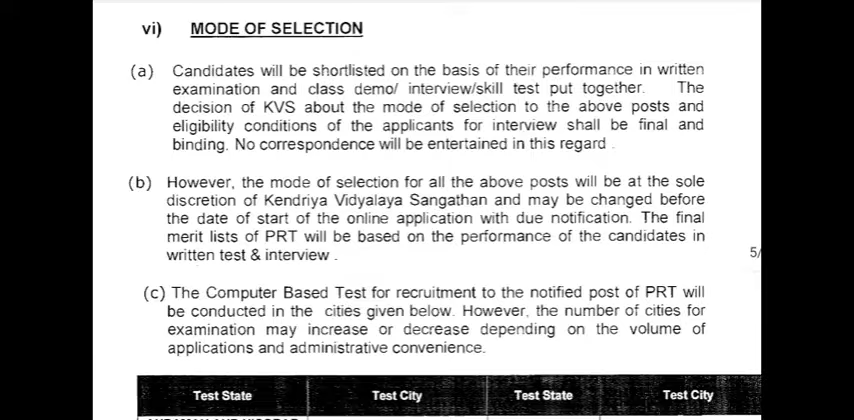 vi) MODE OF SELECTION
(a) Candidates will be shortlisted on the basis of their performance in written
examination and class demo/ interview/skill test put together. The
decision of KVS about the mode of selection to the above posts and
eligibility conditions of the applicants for interview shall be final and
binding. No correspondence will be entertained in this regard .
(b) However, the mode of selection for all the above posts will be at the sole
discretion of Kendriya Vidyalaya Sangathan and may be changed before
the date of start of the online application with due notification. The final
merit lists of PRT will be based on the performance of the candidates in
written test & interview .
5/
(c) The Computer Based Test for recruitment to the notified post of PRT will
be conducted in the cities given below. However, the number of cities for
examination may increase or decrease depending on the volume of
applications and administrative convenience.
Test State Test City Test State Test City